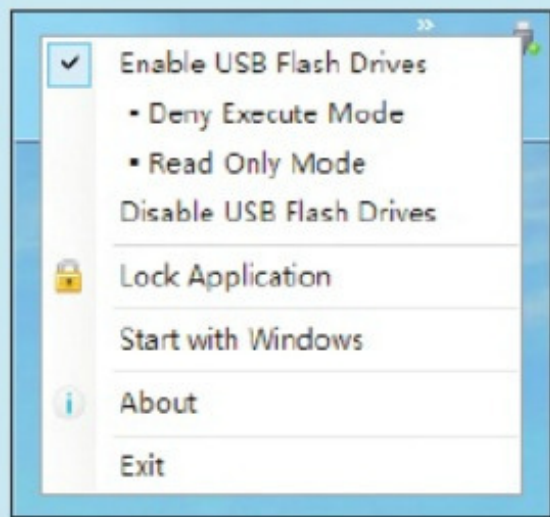 Enable USB Flash Drives
▪ Deny Execute Mode
▪ Read Only Mode
Disable USB Flash Drives
Lock Application
Start with Windows
About
Exit